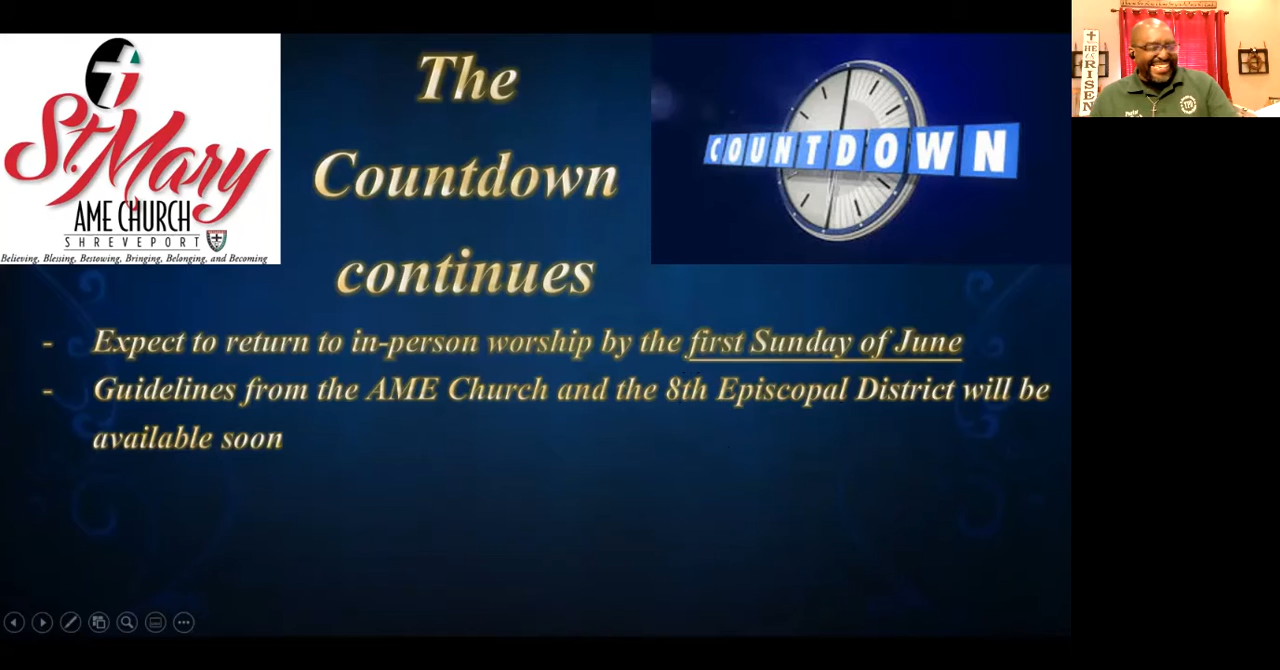 St. Mary
AME CHURCH
SHREVEPORT
Believing, Blessing, Bestowing, Bringing, Belonging, and Becoming
The
Countdown
continues
COUNTDOWN
- Expect to return to in-person worship by the first Sunday of June
- Guidelines from the AME Church and the 8th Episcopal District will be
available soon
HE
IS
RISEN